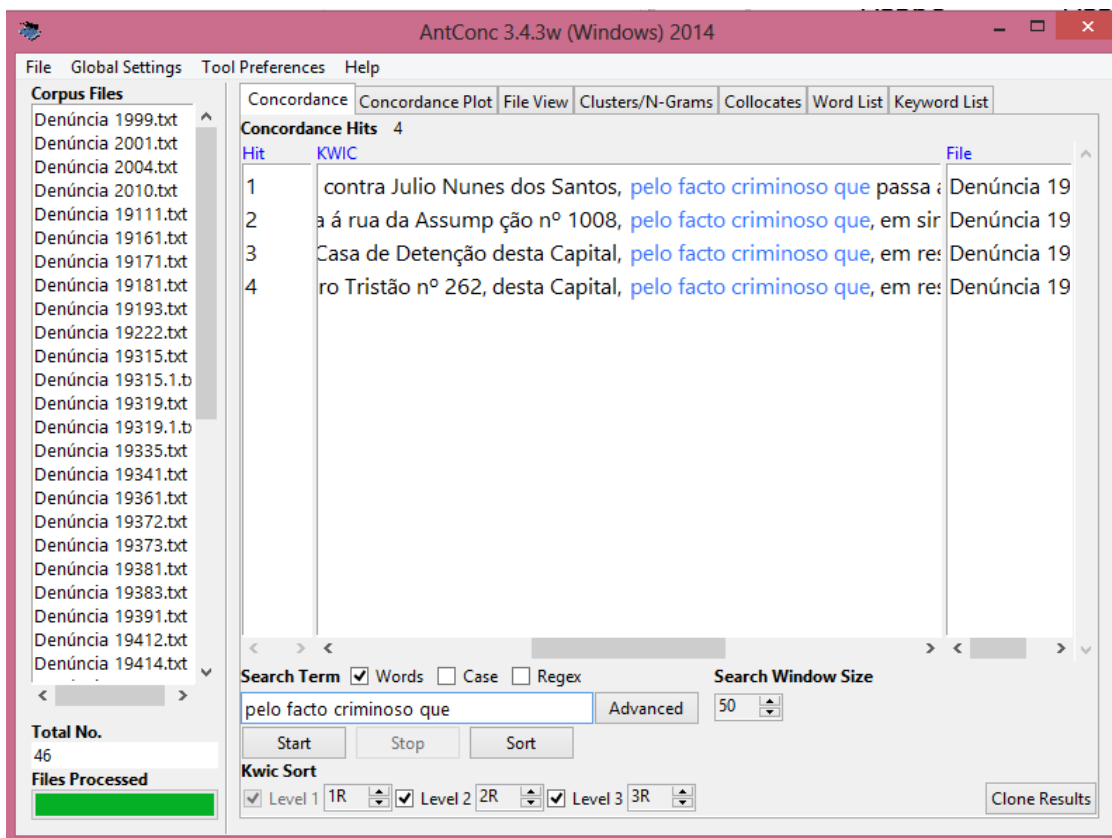 AntConc 3.4.3w (Windows) 2014
File Global Settings Tool Preferences Help
Corpus Files
Denúncia 1999.txt
Denúncia 2001.txt
Denúncia 2004.txt
Denúncia 2010.txt
Denúncia 19111.txt
Denúncia 19161.txt
Denúncia 19171.txt
Denúncia 19181.txt
Denúncia 19193.txt
Denúncia 19222.txt
Denúncia 19315.txt
Denúncia 19315.1.t
Denúncia 19319.txt
Denúncia 19319.1.t
Denúncia 19335.txt
Denúncia 19341.txt
Denúncia 19361.txt
Denúncia 19372.txt
Denúncia 19373.txt
Denúncia 19381.txt
Denúncia 19383.txt
Denúncia 19391.txt
Denúncia 19412.txt
Denúncia 19414.txt
Total No.
46
Files Processed
Concordance Concordance Plot File View Clusters/N-Grams Collocates Word List Keyword List
Concordance Hits 4
Hit KWIC File
1 contra Julio Nunes dos Santos, pelo facto criminoso que passa Denúncia 19
2 a á rua da Assump ção nº 1008, pelo facto criminoso que, em sir Denúncia 19
3 Casa de Detenção desta Capital, pelo facto criminoso que, em res Denúncia 19
4 ro Tristão nº 262, desta Capital, pelo facto criminoso que, em res Denúncia 19
Search Term Words Case Regex Search Window Size
pelo facto criminoso que Advanced 50
Start Stop Sort
Kwic Sort
Level 1 1R Level 2 2R Level 3 3R Clone Results